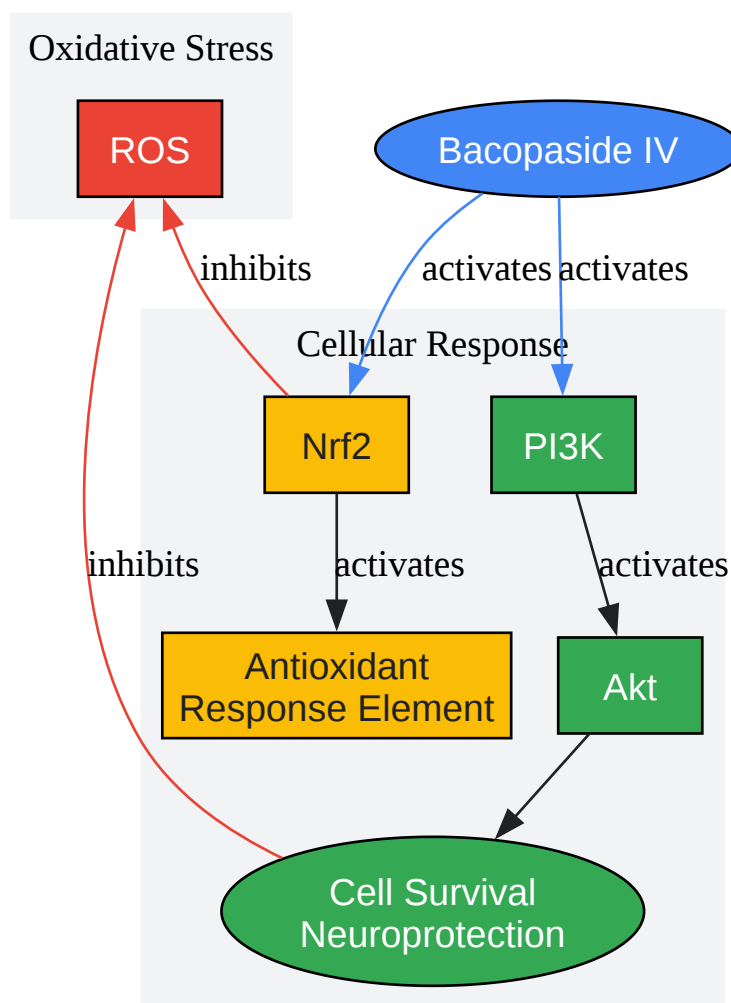 Oxidative Stress
ROS
Bacopaside IV
inhibits
activates
activates
Cellular Response
Nrf2
PI3K
inhibits
activates
activates
Antioxidant
Response Element
Akt
Cell Survival
Neuroprotection